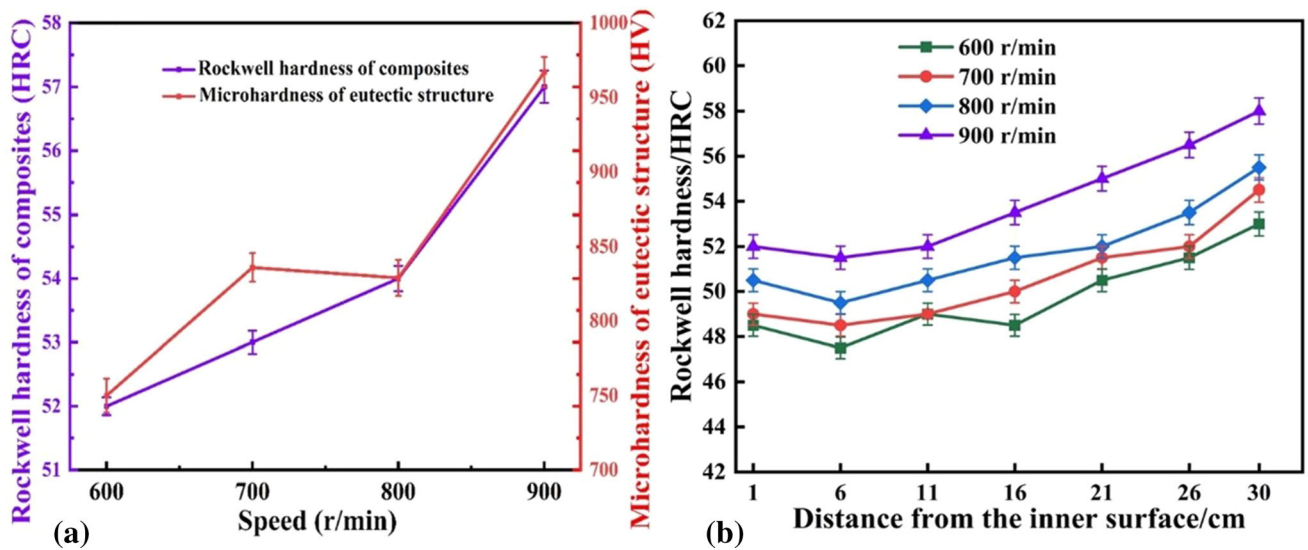 Rockwell hardness of composites (HRC)
58
57
56
55
54
53
52
51
Rockwell hardness of composites
Microhardness of eutectic structure
1000
950
900
850
800
750
700
Microhardness of eutectic structure (HV)
600 700 800 900
Speed (r/min)
(a)
Rockwell hardness/HRC
62
60
58
56
54
52
50
48
46
44
42
600 r/min
700 r/min
800 r/min
900 r/min
1 6 11 16 21 26 30
Distance from the inner surface/cm
(b)